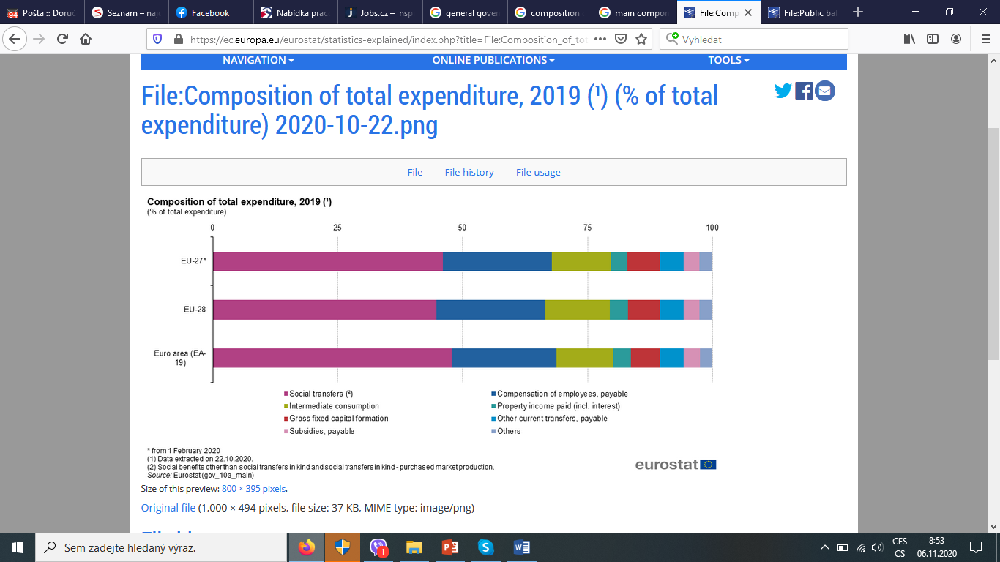 94 Pošta :: Doruč
Seznam – najd
Facebook
Nabídka prac
Jobs.cz – Insp
general gover
composition
main compon
File:Comp
File:Public bal
https://ec.europa.eu/eurostat/statistics-explained/index.php?title=File:Composition_of_tot
Vyhledat
NAVIGATION
ONLINE PUBLICATIONS
TOOLS
File:Composition of total expenditure, 2019 (¹) (% of total
expenditure) 2020-10-22.png
File
File history
File usage
Composition of total expenditure, 2019 (¹)
(% of total expenditure)
0 25 50 75 100
EU-27*
EU-28
Euro area (EA-
19)
Social transfers (²)
Compensation of employees, payable
Intermediate consumption
Property income paid (incl. interest)
Gross fixed capital formation
Other current transfers, payable
Subsidies, payable
Others
* from 1 February 2020
(1) Data extracted on 22.10.2020.
(2) Social benefits other than social transfers in kind and social transfers in kind - purchased market production.
Source: Eurostat (gov_10a_main)
eurostat
Size of this preview: 800 × 395 pixels.
Original file (1,000 × 494 pixels, file size: 37 KB, MIME type: image/png)
Sem zadejte hledaný výraz.
1
CES
CS
8:53
06.11.2020